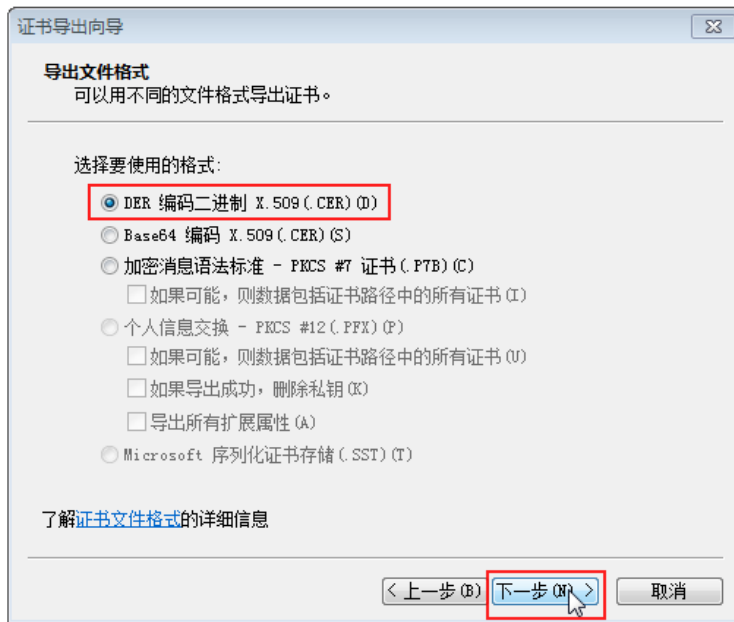 证书导出向导
导出文件格式
可以用不同的文件格式导出证书。
选择要使用的格式:
DER 编码二进制 X.509(.CER)(D)
Base64 编码 X.509(.CER)(S)
加密消息语法标准 - PKCS #7 证书(.P7B)(C)
如果可能，则数据包括证书路径中的所有证书(I)
个人信息交换 - PKCS #12(.PFX)(P)
如果可能，则数据包括证书路径中的所有证书(U)
如果导出成功，删除私钥(K)
导出所有扩展属性(A)
Microsoft 序列化证书存储(.SST)(T)
了解证书文件格式的详细信息
< 上一步(B) 下一步(N) > 取消